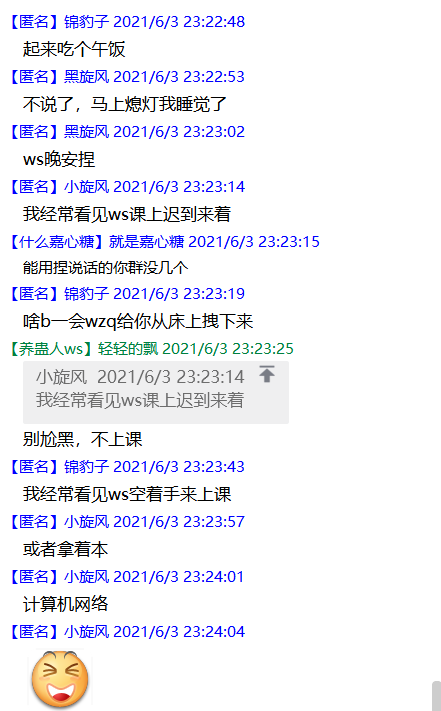 【匿名】锦豹子 2021/6/3 23:22:48
起来吃个午饭
【匿名】黑旋风 2021/6/3 23:22:53
不说了，马上熄灯我睡觉了
【匿名】黑旋风 2021/6/3 23:23:02
ws晚安捏
【匿名】小旋风 2021/6/3 23:23:14
我经常看见ws课上迟到来着
【什么嘉心糖】就是嘉心糖 2021/6/3 23:23:15
能用捏说话的你群没几个
【匿名】锦豹子 2021/6/3 23:23:19
啥b一会wzq给你从床上拽下来
【养蛊人ws】轻轻的飘 2021/6/3 23:23:25
小旋风 2021/6/3 23:23:14
我经常看见ws课上迟到来着
别尬黑，不上课
【匿名】锦豹子 2021/6/3 23:23:43
我经常看见ws空着手来上课
【匿名】小旋风 2021/6/3 23:23:57
或者拿着本
【匿名】小旋风 2021/6/3 23:24:01
计算机网络
【匿名】小旋风 2021/6/3 23:24:04